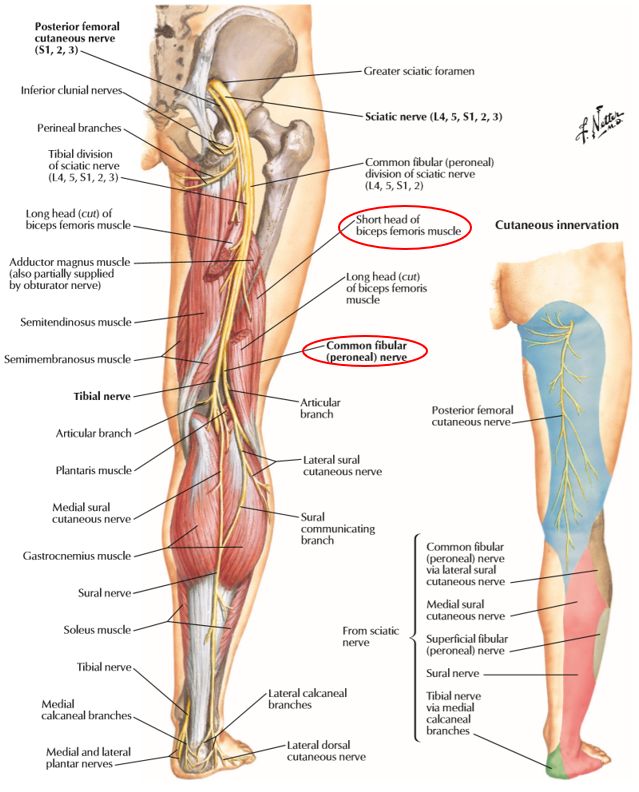 Posterior femoral
cutaneous nerve
(S1, 2, 3)
Inferior clunial nerves
Perineal branches
Tibial division
of sciatic nerve
(L4, 5, S1, 2, 3)
Long head (cut) of
biceps femoris muscle
Adductor magnus muscle
(also partially supplied
by obturator nerve)
Semitendinosus muscle
Semimembranosus muscle
Tibial nerve
Articular branch
Plantaris muscle
Medial sural
cutaneous nerve
Gastrocnemius muscle
Sural nerve
Soleus muscle
Tibial nerve
Medial
calcaneal branches
Medial and lateral
plantar nerves
Greater sciatic foramen
Sciatic nerve (L4, 5, S1, 2, 3)
Common fibular (peroneal)
division of sciatic nerve
(L4, 5, S1, 2)
Short head of
biceps femoris muscle
Long head (cut)
of biceps femoris
muscle
Common fibular
(peroneal) nerve
Articular
branch
Lateral sural
cutaneous nerve
Sural
communicating
branch
Lateral calcaneal
branches
Lateral dorsal
cutaneous nerve
F. Netter
M.D.
Cutaneous innervation
Posterior femoral
cutaneous nerve
From sciatic
nerve
Common fibular
(peroneal) nerve
via lateral sural
cutaneous nerve
Medial sural
cutaneous nerve
Superficial fibular
(peroneal) nerve
Sural nerve
Tibial nerve
via medial
calcaneal
branches